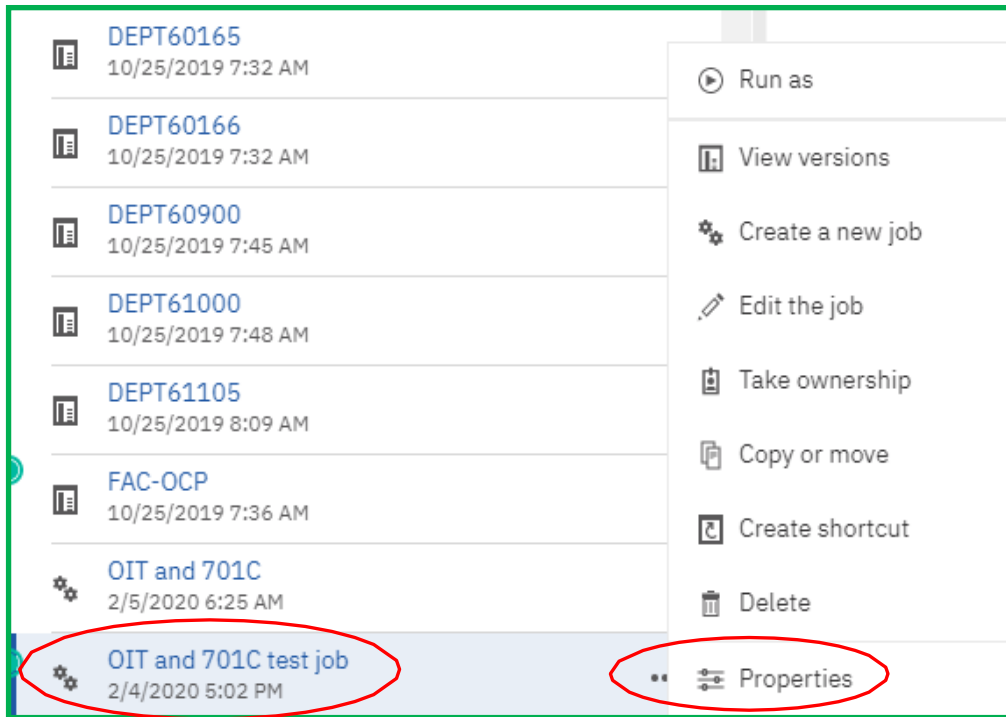 DEPT60165
10/25/2019 7:32 AM
DEPT60166
10/25/2019 7:32 AM
DEPT60900
10/25/2019 7:45 AM
DEPT61000
10/25/2019 7:48 AM
DEPT61105
10/25/2019 8:09 AM
FAC-OCP
10/25/2019 7:36 AM
OIT and 701C
2/5/2020 6:25 AM
OIT and 701C test job
2/4/2020 5:02 PM
Run as
View versions
Create a new job
Edit the job
Take ownership
Copy or move
Create shortcut
Delete
Properties